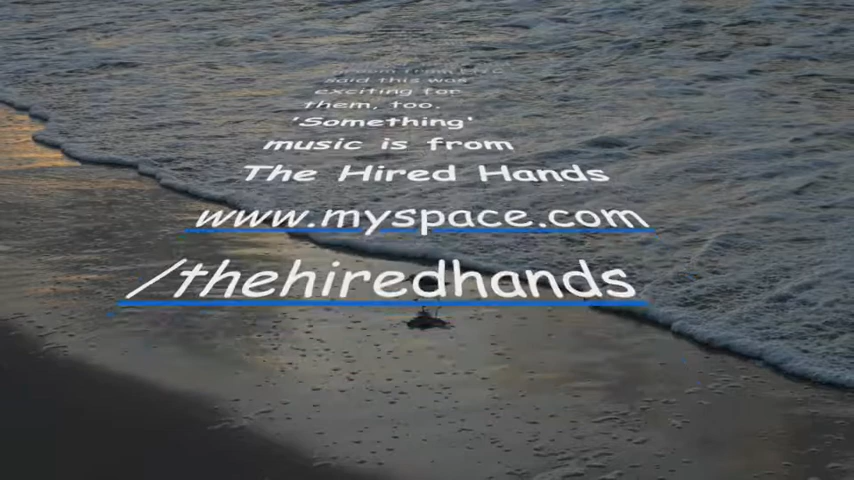 said this was
exciting for
them, too.
'Something'
music is from
The Hired Hands
www.myspace.com
/thehiredhands